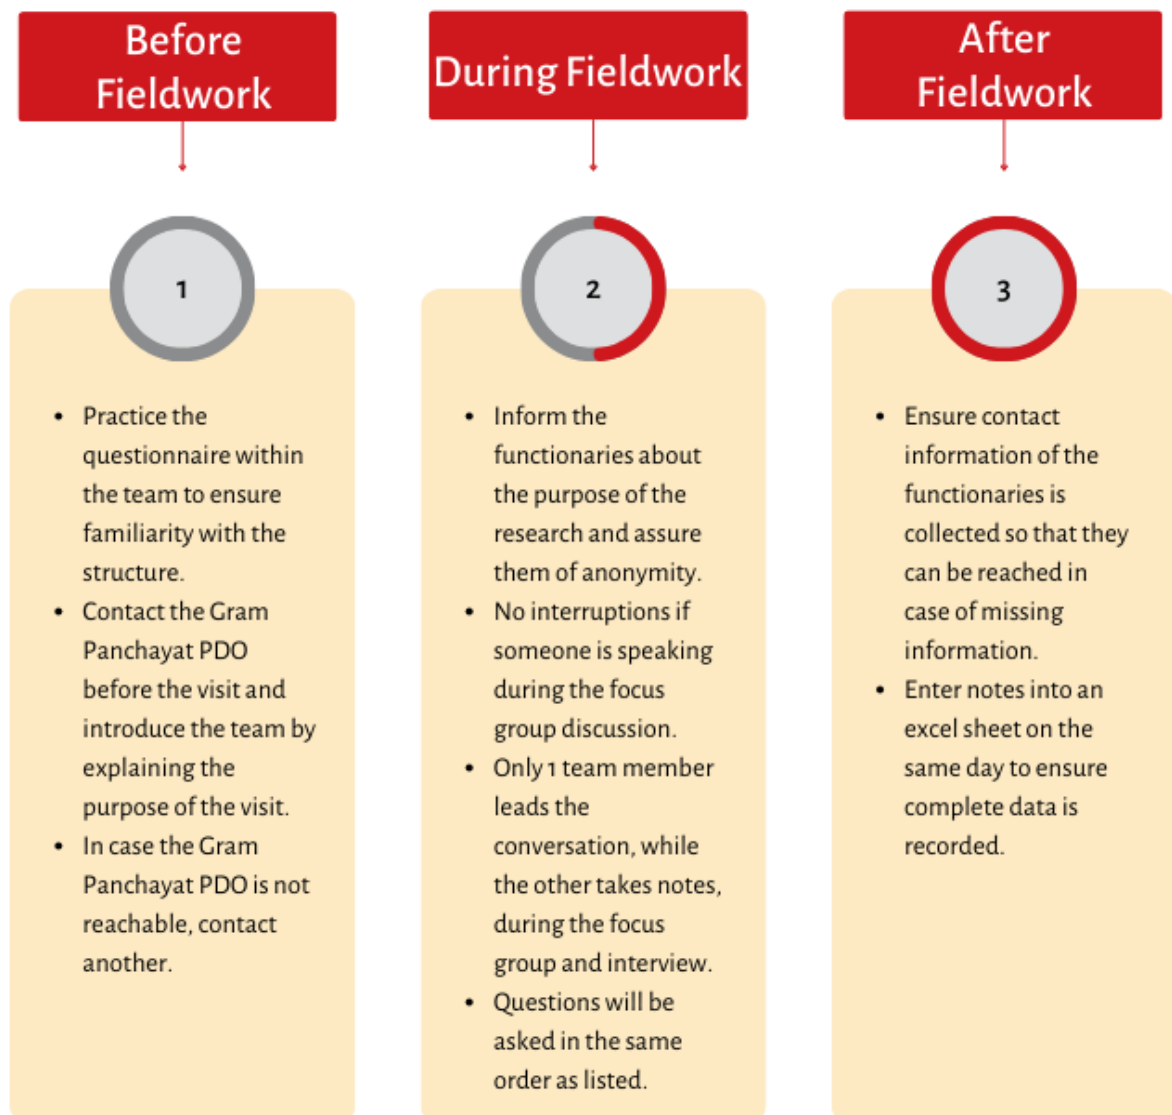 Before
Fieldwork
1
• Practice the
questionnaire within
the team to ensure
familiarity with the
structure.
• Contact the Gram
Panchayat PDO
before the visit and
introduce the team by
explaining the
purpose of the visit.
• In case the Gram
Panchayat PDO is not
reachable, contact
another.
During Fieldwork
2
• Inform the
functionaries about
the purpose of the
research and assure
them of anonymity.
• No interruptions if
someone is speaking
during the focus
group discussion.
• Only 1 team member
leads the
conversation, while
the other takes notes,
during the focus
group and interview.
• Questions will be
asked in the same
order as listed.
After
Fieldwork
3
• Ensure contact
information of the
functionaries is
collected so that they
can be reached in
case of missing
information.
• Enter notes into an
excel sheet on the
same day to ensure
complete data is
recorded.